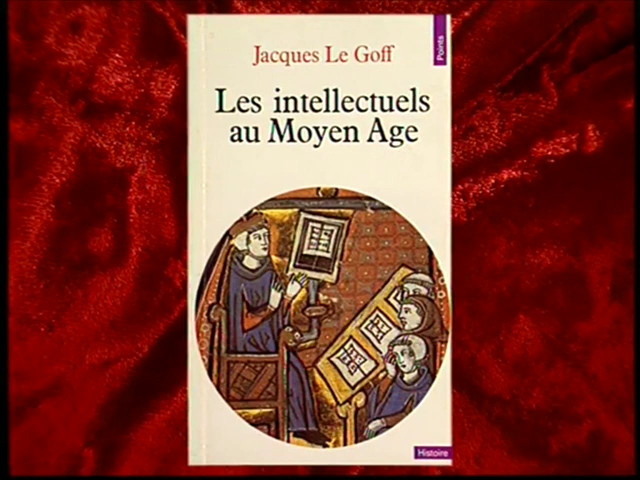 Points
Jacques Le Goff
Les intellectuels
au Moyen Age
Histoire